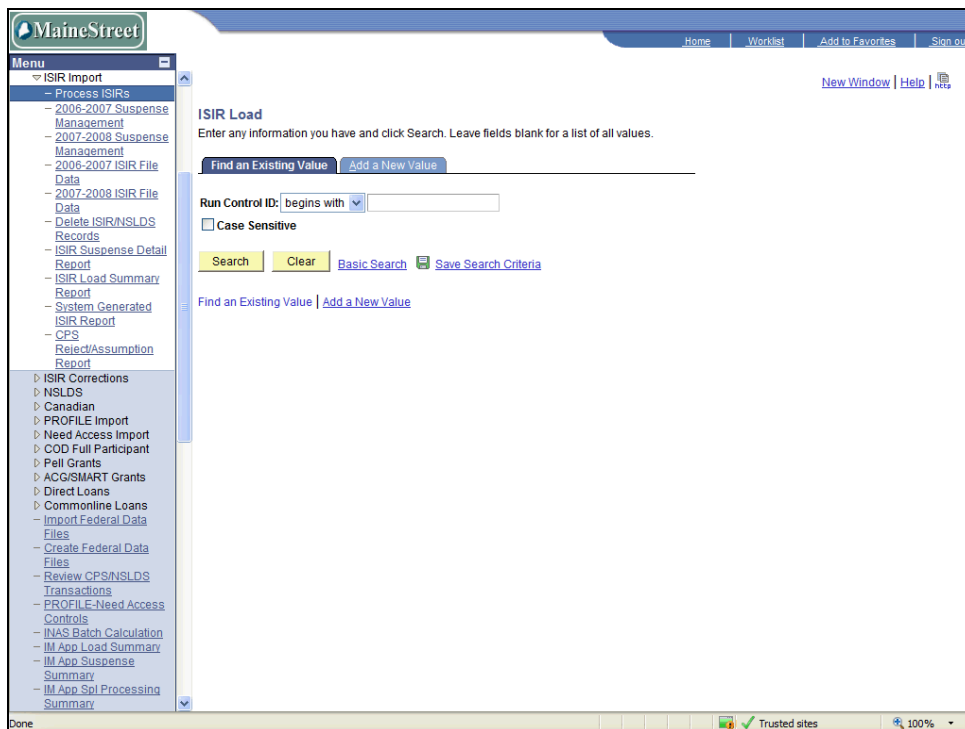 MaineStreet
Home
Worklist
Add to Favorites
Sign ou
Menu
ISIR Import
Process ISIRs
2006-2007 Suspense
Management
2007-2008 Suspense
Management
2006-2007 ISIR File
Data
2007-2008 ISIR File
Data
Delete ISIR/NSLDS
Records
ISIR Suspense Detail
Report
ISIR Load Summary
Report
System Generated
ISIR Report
CPS
Reject/Assumption
Report
ISIR Corrections
NSLDS
Canadian
PROFILE Import
Need Access Import
COD Full Participant
Pell Grants
ACG/SMART Grants
Direct Loans
Commonline Loans
Import Federal Data
Files
Create Federal Data
Files
Review CPS/NSLDS
Transactions
PROFILE-Need Access
Controls
INAS Batch Calculation
IM App Load Summary
IM App Suspense
Summary
IM App Spl Processing
Summary
New Window | Help | http
ISIR Load
Enter any information you have and click Search. Leave fields blank for a list of all values.
Find an Existing Value
Add a New Value
Run Control ID: begins with
Case Sensitive
Search
Clear
Basic Search
Save Search Criteria
Find an Existing Value | Add a New Value
Done
Trusted sites
100%